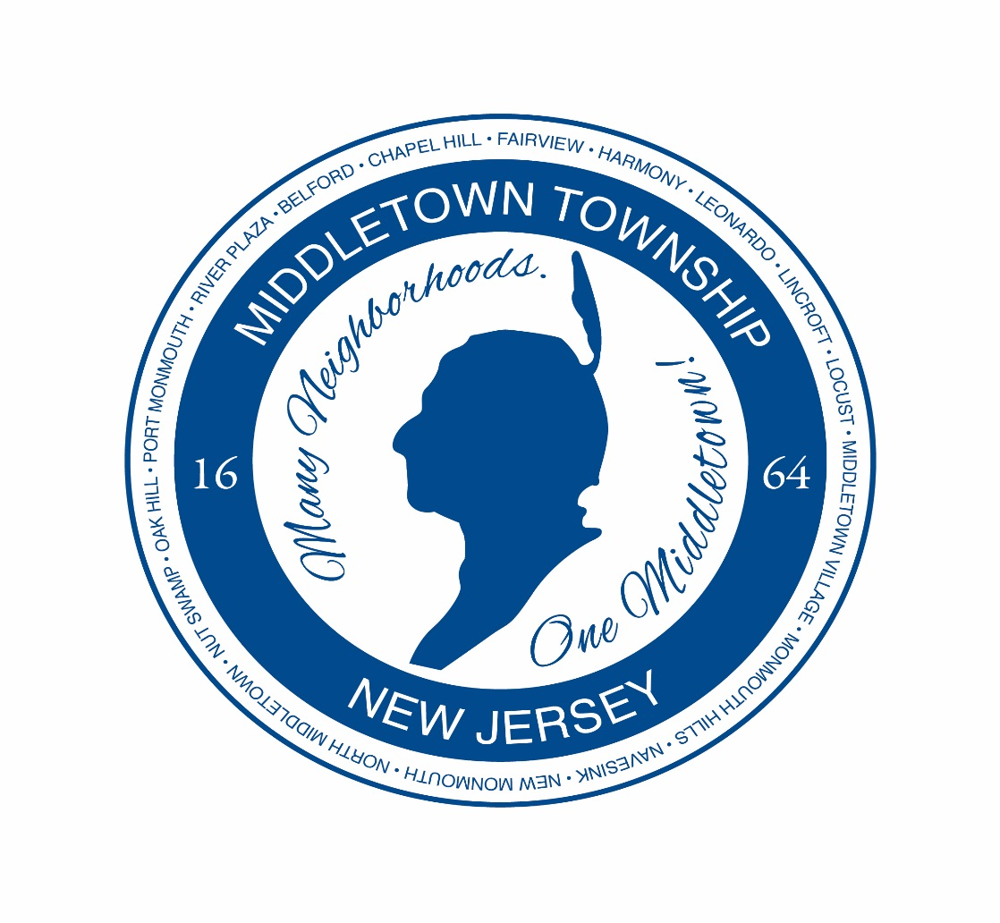 BELFORD • CHAPEL HILL • FAIRVIEW • HARMONY • LEONARDO • LINCROFT • LOCUST • MIDDLETOWN VILLAGE • MONMOUTH HILLS • NAVESINK • NEW MONMOUTH • NORTH MIDDLETOWN • NUT SWAMP • OAK HILL • PORT MONMOUTH • RIVER PLAZA •
MIDDLETOWN TOWNSHIP
Many Neighborhoods.
One Middletown!
16 64
NEW JERSEY